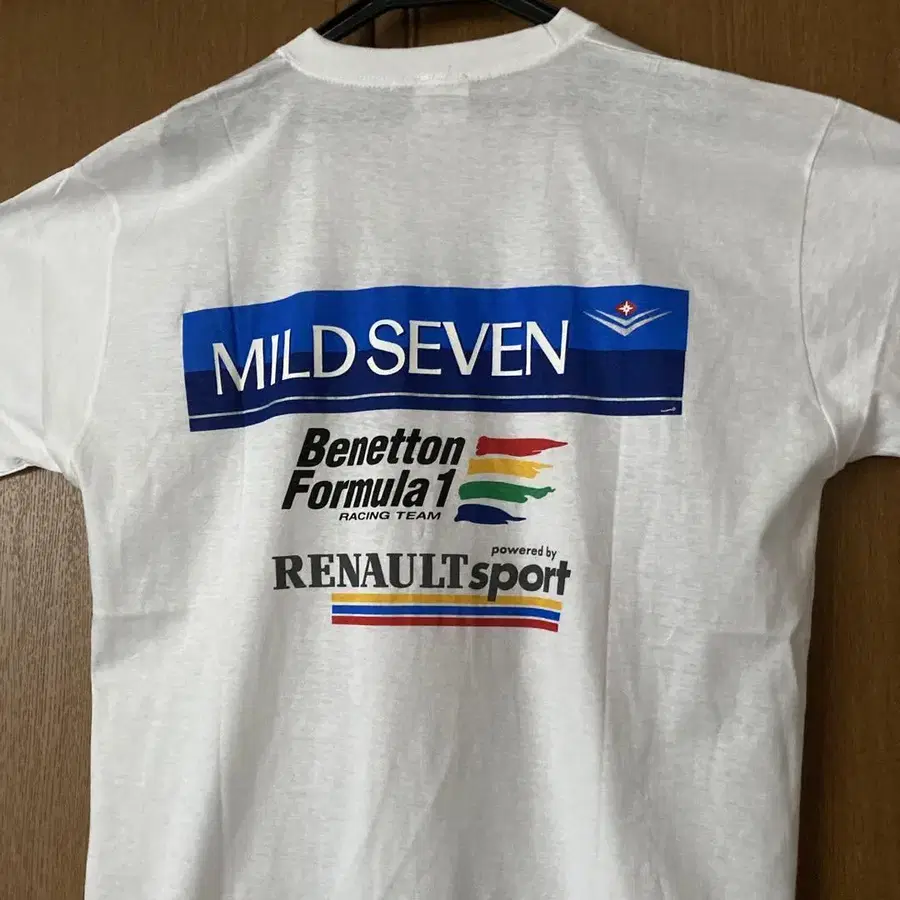 MILD SEVEN
Benetton
Formula 1
RACING TEAM
powered by
RENAULT sport